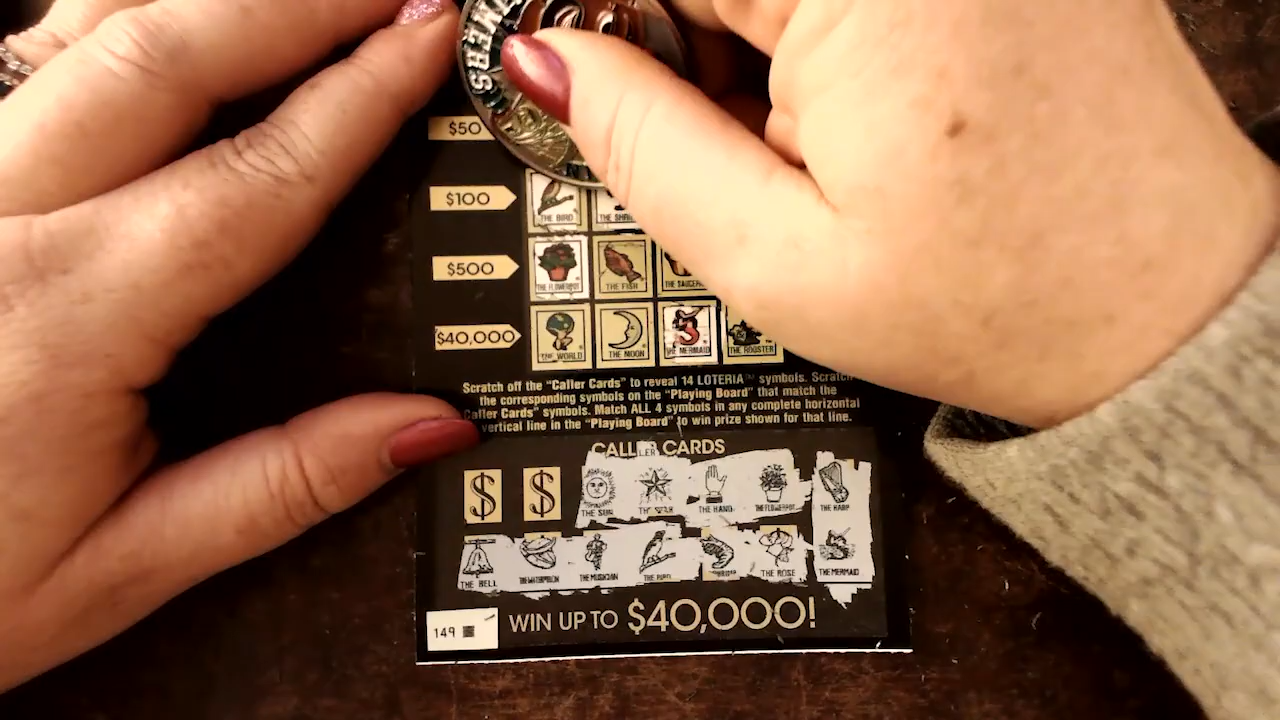 $50
$100
THE BIRD
$500
THE FLOWERPOT THE FISH THE SAUCEP
$40,000
THE WORLD THE MOON THE MERMAID THE ROOSTER
Scratch off the "Caller Cards" to reveal 14 LOTERIA™ symbols. Scratch
the corresponding symbols on the "Playing Board" that match the
Caller Cards" symbols. Match ALL 4 symbols in any complete horizontal
vertical line in the "Playing Board" to win prize shown for that line.
CALLER CARDS
$ $ THE SUN THE STAR THE HAND THE FLOWERPOT THE HARP
THE BELL THE WATERMELON THE MUSICIAN THE BIRD SHRIMP THE ROSE THE MERMAID
149
WIN UP TO $40,000!